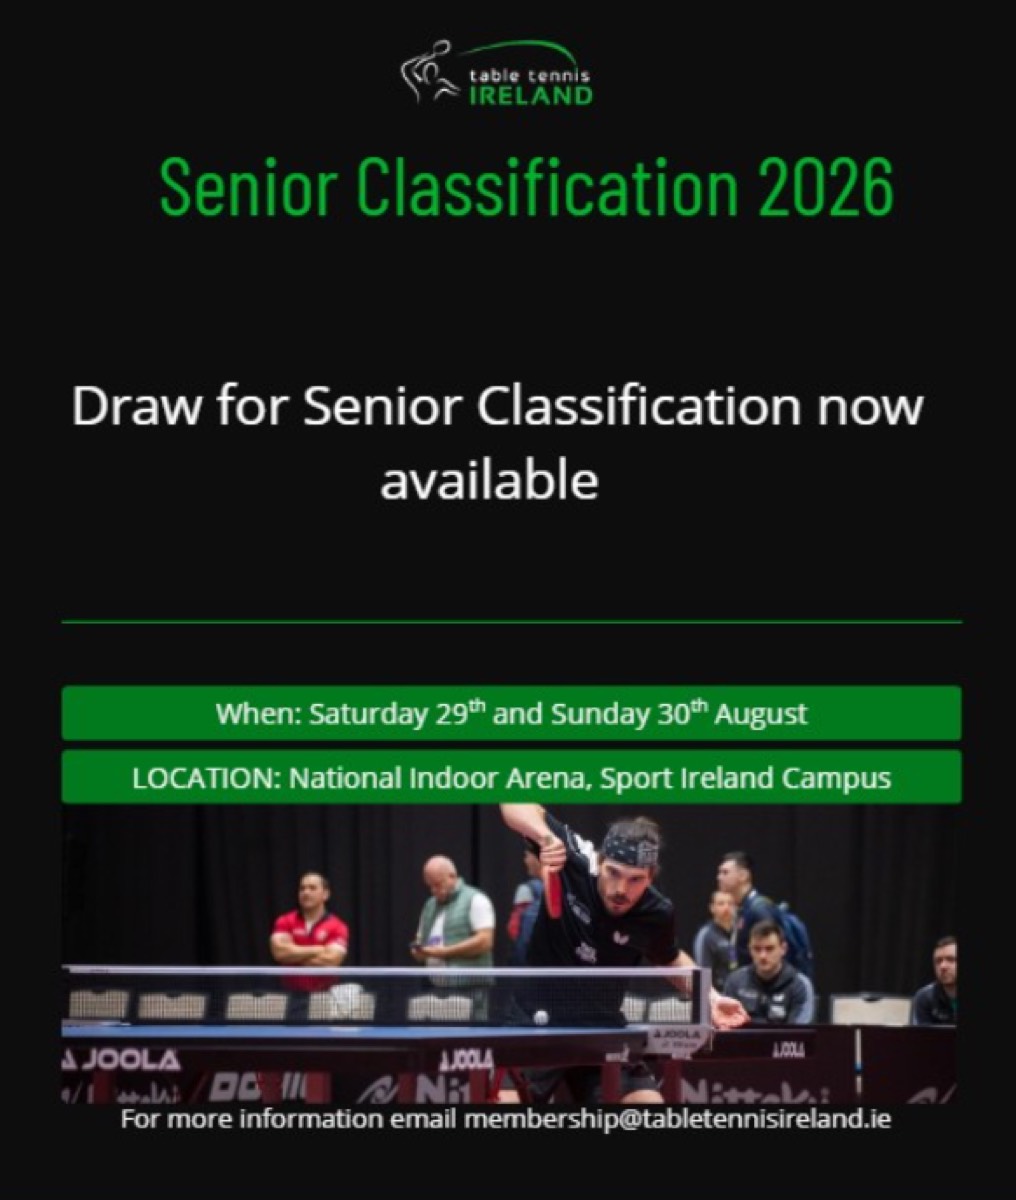 table tennis
IRELAND
Senior Classification 2026
Draw for Senior Classification now
available
When: Saturday 29th and Sunday 30th August
LOCATION: National Indoor Arena, Sport Ireland Campus
JOOLA
JOOLA
JOOLA
JOOLA
Nittaku
For more information email membership@tabletennisireland.ie